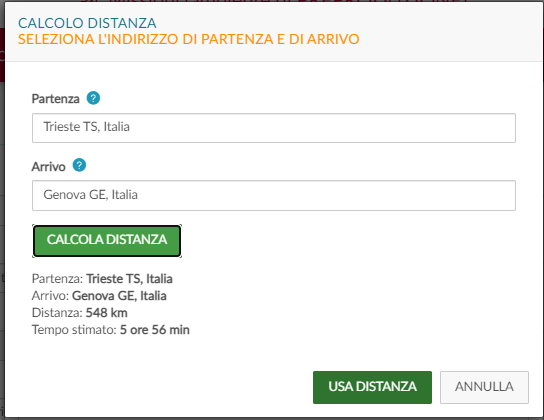 CALCOLO DISTANZA
SELEZIONA L'INDIRIZZO DI PARTENZA E DI ARRIVO
Partenza ?
Trieste TS, Italia
Arrivo ?
Genova GE, Italia
CALCOLA DISTANZA
Partenza: Trieste TS, Italia
Arrivo: Genova GE, Italia
Distanza: 548 km
Tempo stimato: 5 ore 56 min
USA DISTANZA
ANNULLA